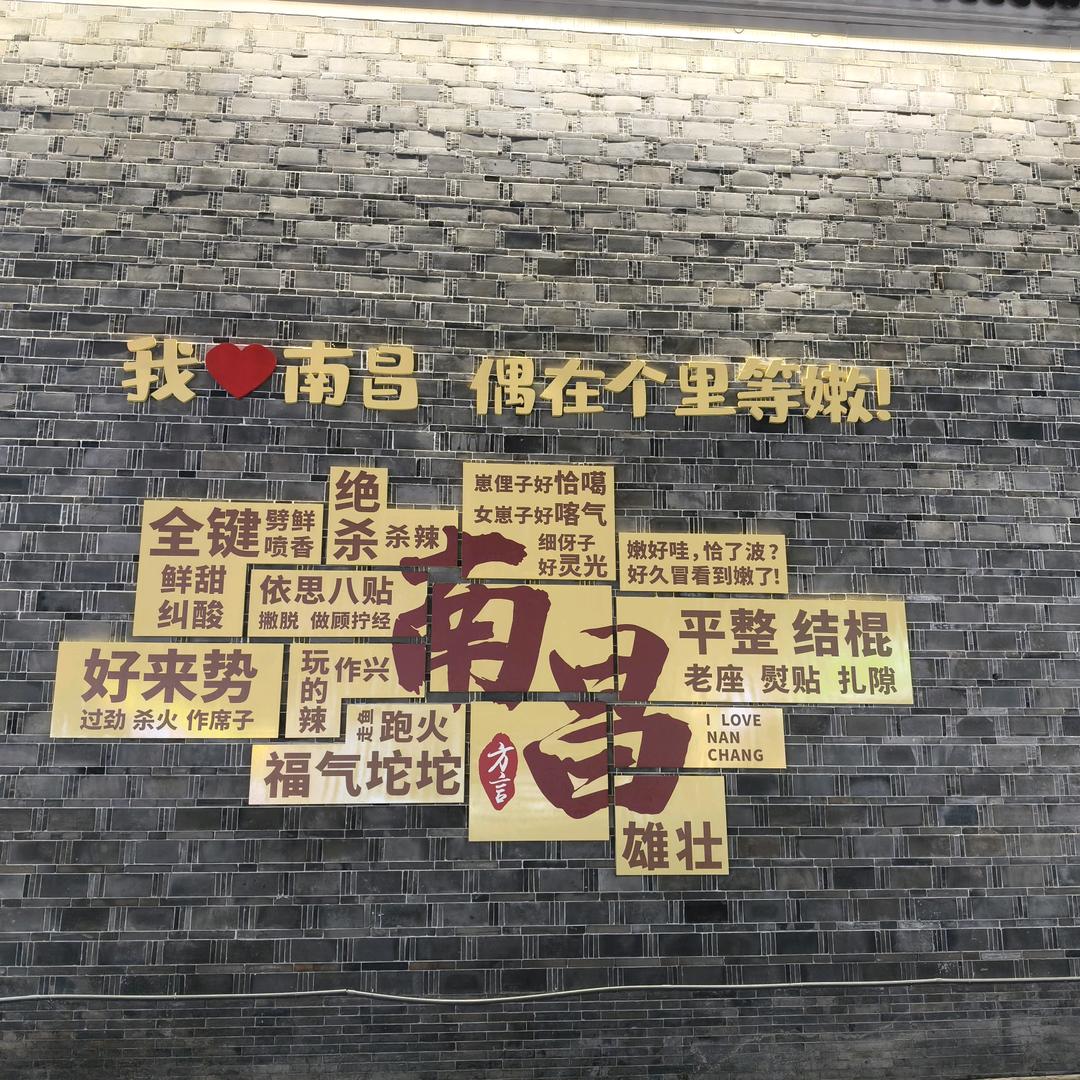 我❤南昌 偶在个里等嫩!
绝杀
杀辣
崽俚子好恰噶
女崽子好喀气
细伢子
好灵光
全键
劈鲜
喷香
鲜甜
纠酸
嫩好哇,恰了波?
好久冒看到嫩了!
依思八贴
撇脱 做顾拧经
南昌
平整 结棍
老座 熨贴 扎隙
好来势
过劲 杀火 作席子
玩的辣
作兴
走鱼
跑火
福气坨坨
方言
I LOVE
NAN
CHANG
雄壮